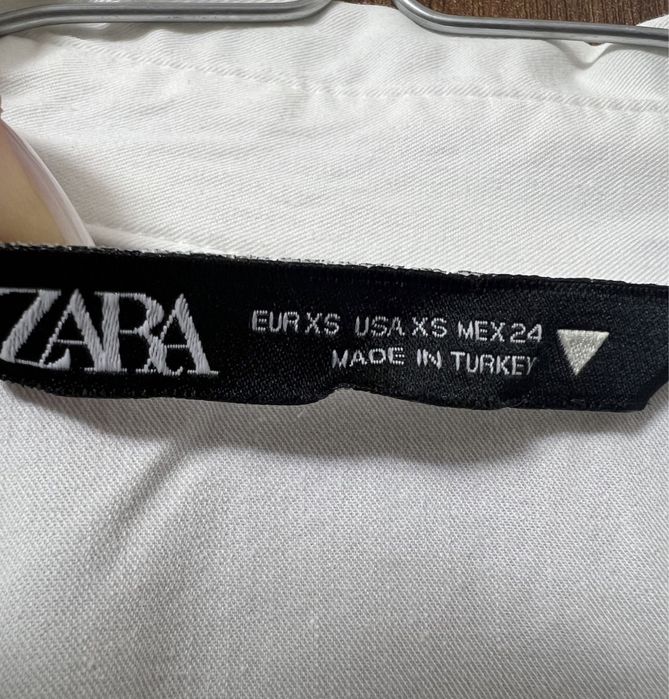 ZARA
EUR XS USA XS MEX 24
MADE IN TURKEY